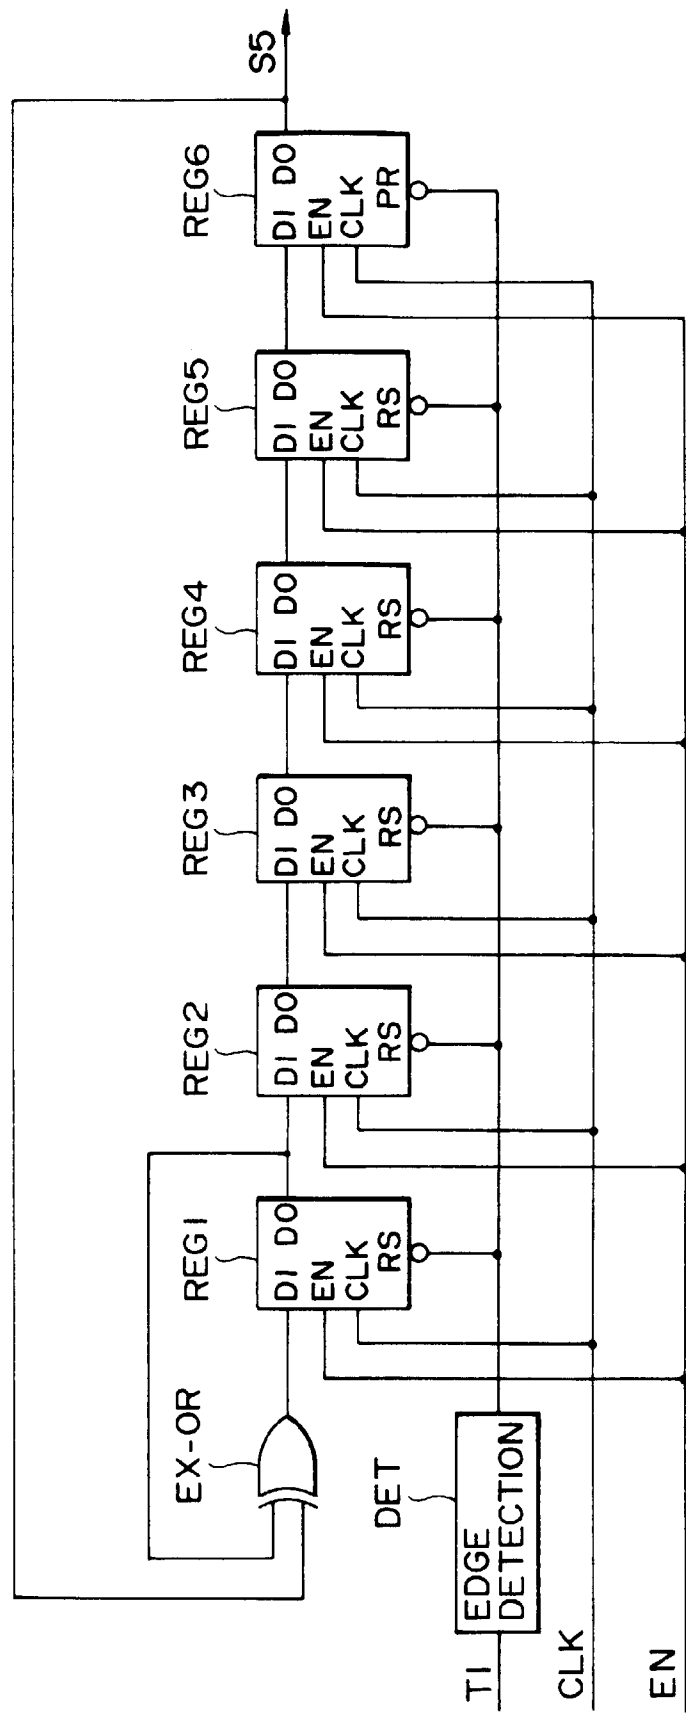 EX-OR
REG1
REG2
REG3
REG4
REG5
REG6
S5
DI DO
EN
CLK
RS
DI DO
EN
CLK
RS
DI DO
EN
CLK
RS
DI DO
EN
CLK
RS
DI DO
EN
CLK
RS
DI DO
EN
CLK
PR
DET
EDGE
DETECTION
TI
CLK
EN